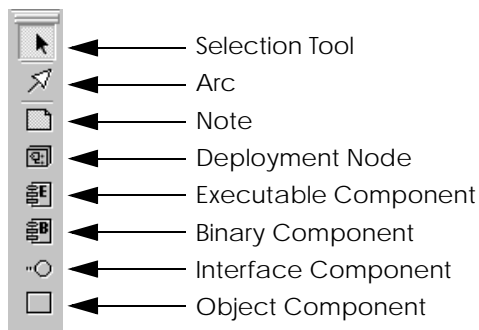 Selection Tool
Arc
Note
Deployment Node
E Executable Component
B Binary Component
Interface Component
Object Component